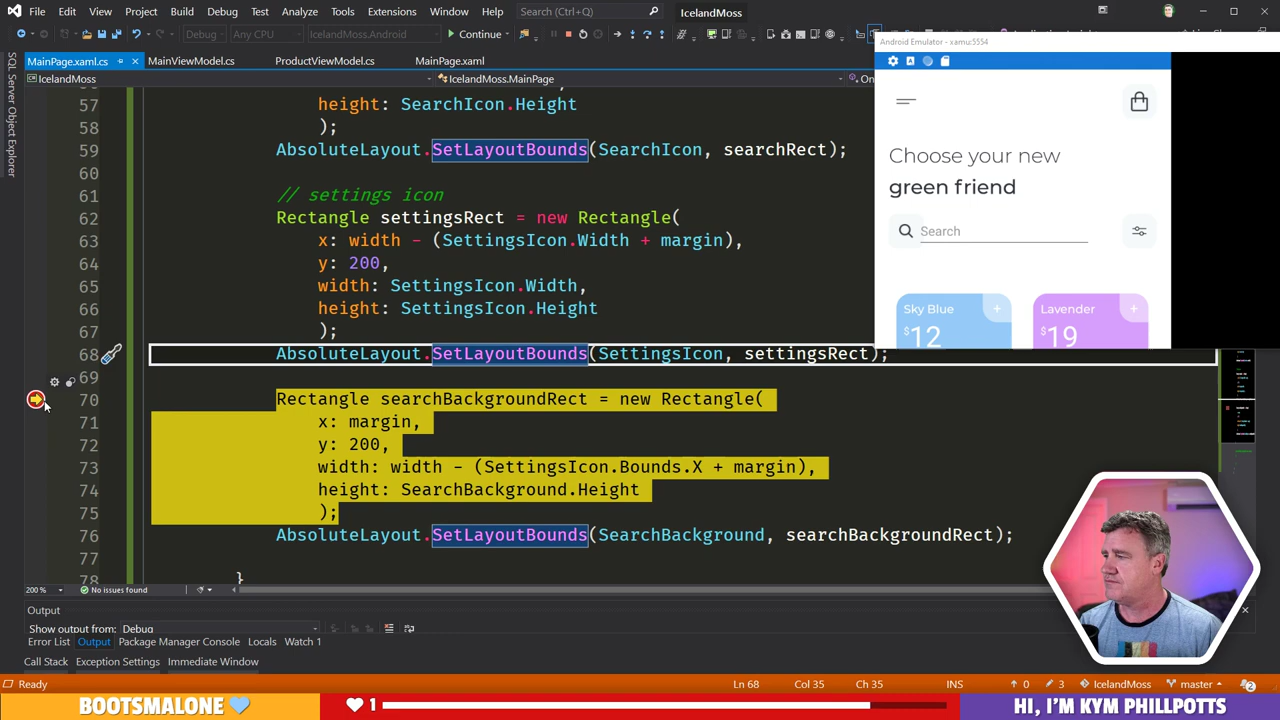 File Edit View Project Build Debug Test Analyze Tools Extensions Window Help Search (Ctrl+Q) IcelandMoss
Debug Any CPU IcelandMoss.Android Continue
MainPage.xaml.cs MainViewModel.cs ProductViewModel.cs MainPage.xaml
IcelandMoss IcelandMoss.MainPage
SQL Server Object Explorer
57 height: SearchIcon.Height
58 );
59 AbsoluteLayout.SetLayoutBounds(SearchIcon, searchRect);
60
61 // settings icon
62 Rectangle settingsRect = new Rectangle(
63 x: width - (SettingsIcon.Width + margin),
64 y: 200,
65 width: SettingsIcon.Width,
66 height: SettingsIcon.Height
67 );
68 AbsoluteLayout.SetLayoutBounds(SettingsIcon, settingsRect);
69
70 Rectangle searchBackgroundRect = new Rectangle(
71 x: margin,
72 y: 200,
73 width: width - (SettingsIcon.Bounds.X + margin),
74 height: SearchBackground.Height
75 );
76 AbsoluteLayout.SetLayoutBounds(SearchBackground, searchBackgroundRect);
77
78 }
Android Emulator - xamu:5554
Choose your new
green friend
Search
Sky Blue +
$12
Lavender +
$19
200 % No issues found
Output
Show output from: Debug
Error List Output Package Manager Console Locals Watch 1
Call Stack Exception Settings Immediate Window
Ready Ln 68 Col 35 Ch 35 INS 0 3 IcelandMoss master 2
BOOTSMALONE 1 HI, I'M KYM PHILLPOTTS